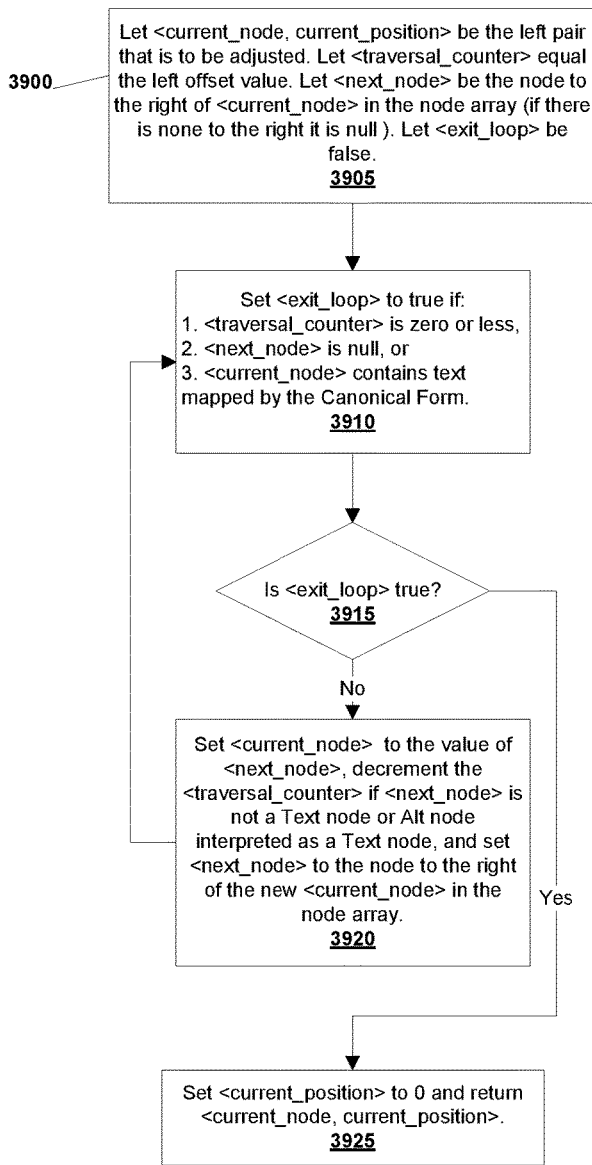 3900
Let <current_node, current_position> be the left pair
that is to be adjusted. Let <traversal_counter> equal
the left offset value. Let <next_node> be the node to
the right of <current_node> in the node array (if there
is none to the right it is null ). Let <exit_loop> be
false.
3905
Set <exit_loop> to true if:
1. <traversal_counter> is zero or less,
2. <next_node> is null, or
3. <current_node> contains text
mapped by the Canonical Form.
3910
Is <exit_loop> true?
3915
No
Set <current_node> to the value of
<next_node>, decrement the
<traversal_counter> if <next_node> is
not a Text node or Alt node
interpreted as a Text node, and set
<next_node> to the node to the right
of the new <current_node> in the
node array.
3920
Yes
Set <current_position> to 0 and return
<current_node, current_position>.
3925